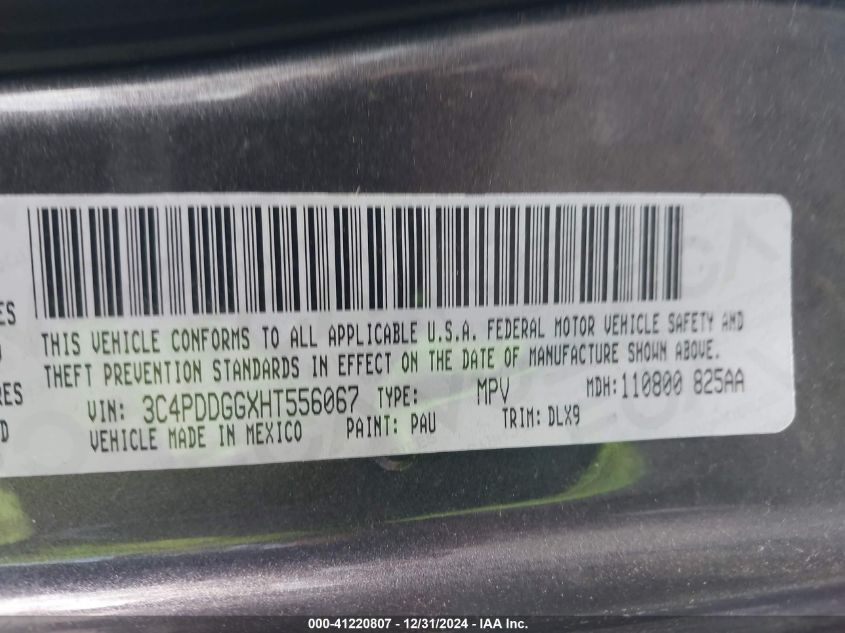 THIS VEHICLE CONFORMS TO ALL APPLICABLE U.S.A. FEDERAL MOTOR VEHICLE SAFETY AND
THEFT PREVENTION STANDARDS IN EFFECT ON THE DATE OF MANUFACTURE SHOWN ABOVE.
VIN: 3C4PDDGGXHT556067 TYPE: MPV MDH:110800 825AA
VEHICLE MADE IN MEXICO PAINT: PAU TRIM: DLX9
ES
RES
D
000-41220807 - 12/31/2024 - IAA Inc.